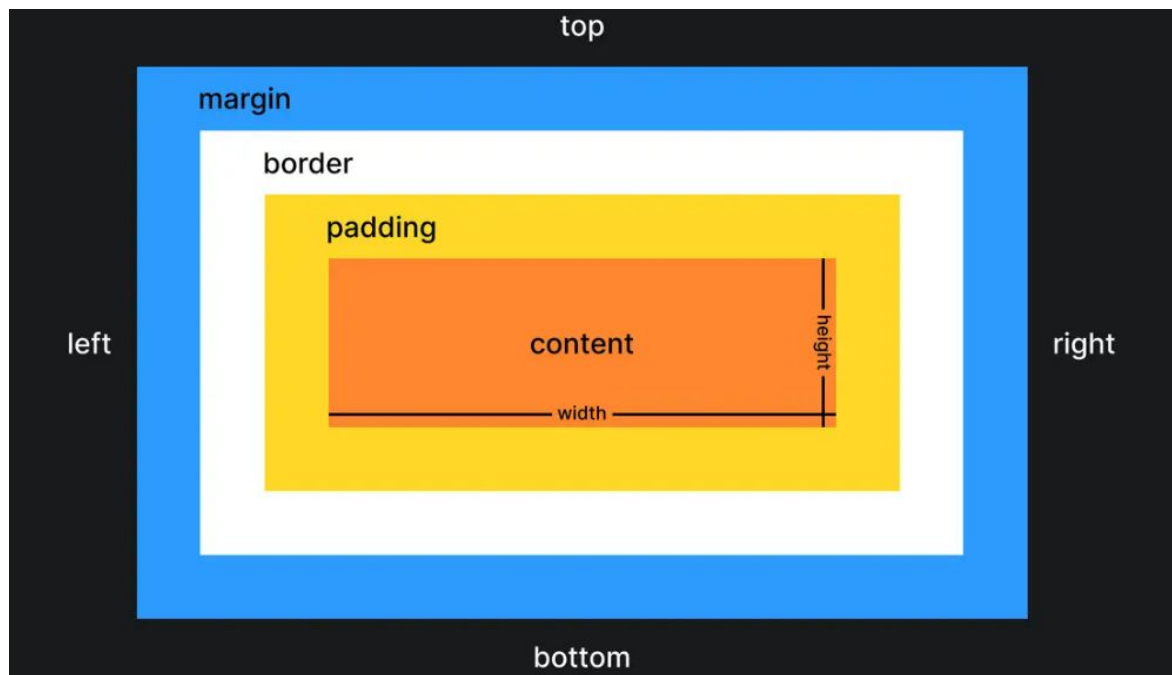 top
margin
border
padding
left
content
height
right
width
bottom